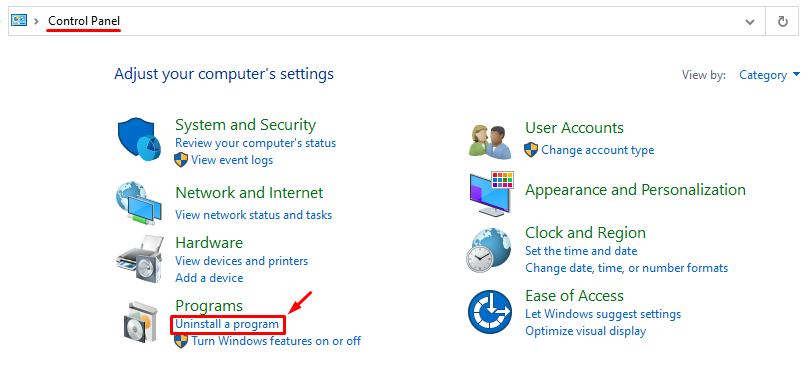 Control Panel
Adjust your computer's settings
View by: Category
System and Security
Review your computer's status
View event logs
Network and Internet
View network status and tasks
Hardware
View devices and printers
Add a device
Programs
Uninstall a program
Turn Windows features on or off
User Accounts
Change account type
Appearance and Personalization
Clock and Region
Set the time and date
Change date, time, or number formats
Ease of Access
Let Windows suggest settings
Optimize visual display